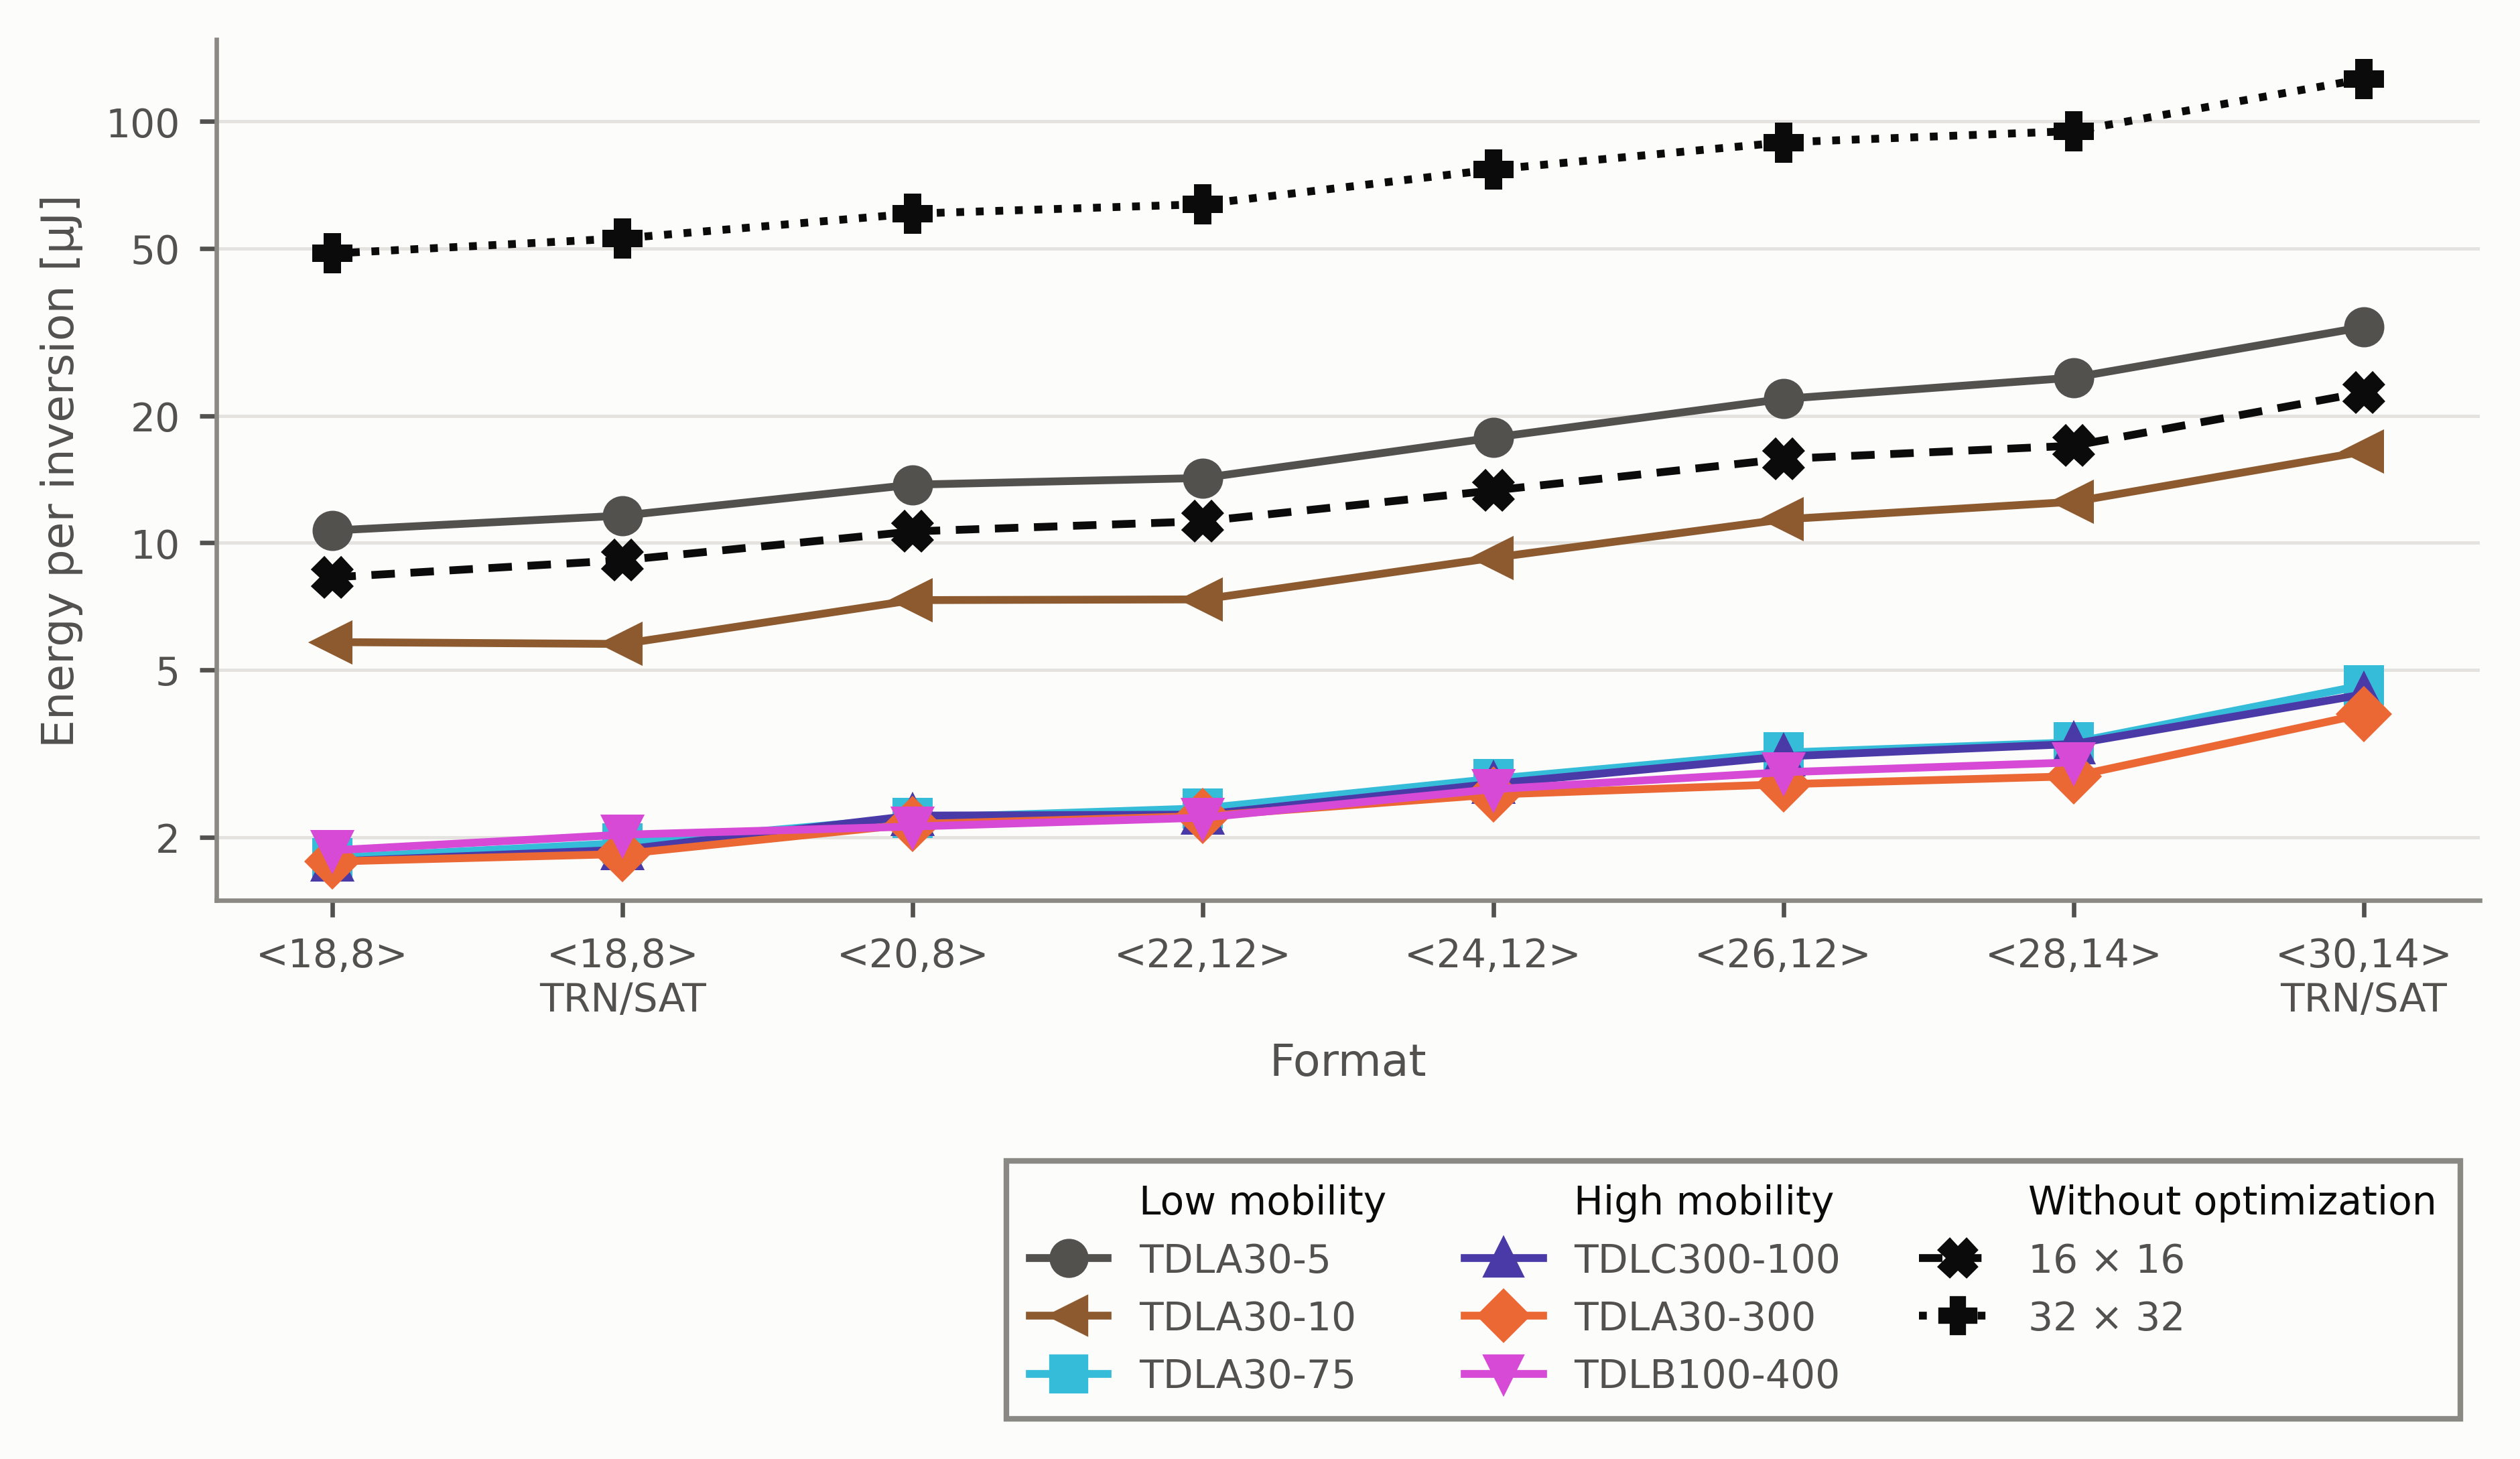 Energy per inversion [µJ]
100
50
20
10
5
2
<18,8>
<18,8>
TRN/SAT
<20,8>
<22,12>
<24,12>
<26,12>
<28,14>
<30,14>
TRN/SAT
Format
Low mobility
TDLA30-5
TDLA30-10
TDLA30-75
High mobility
TDLC300-100
TDLA30-300
TDLB100-400
Without optimization
16 × 16
32 × 32